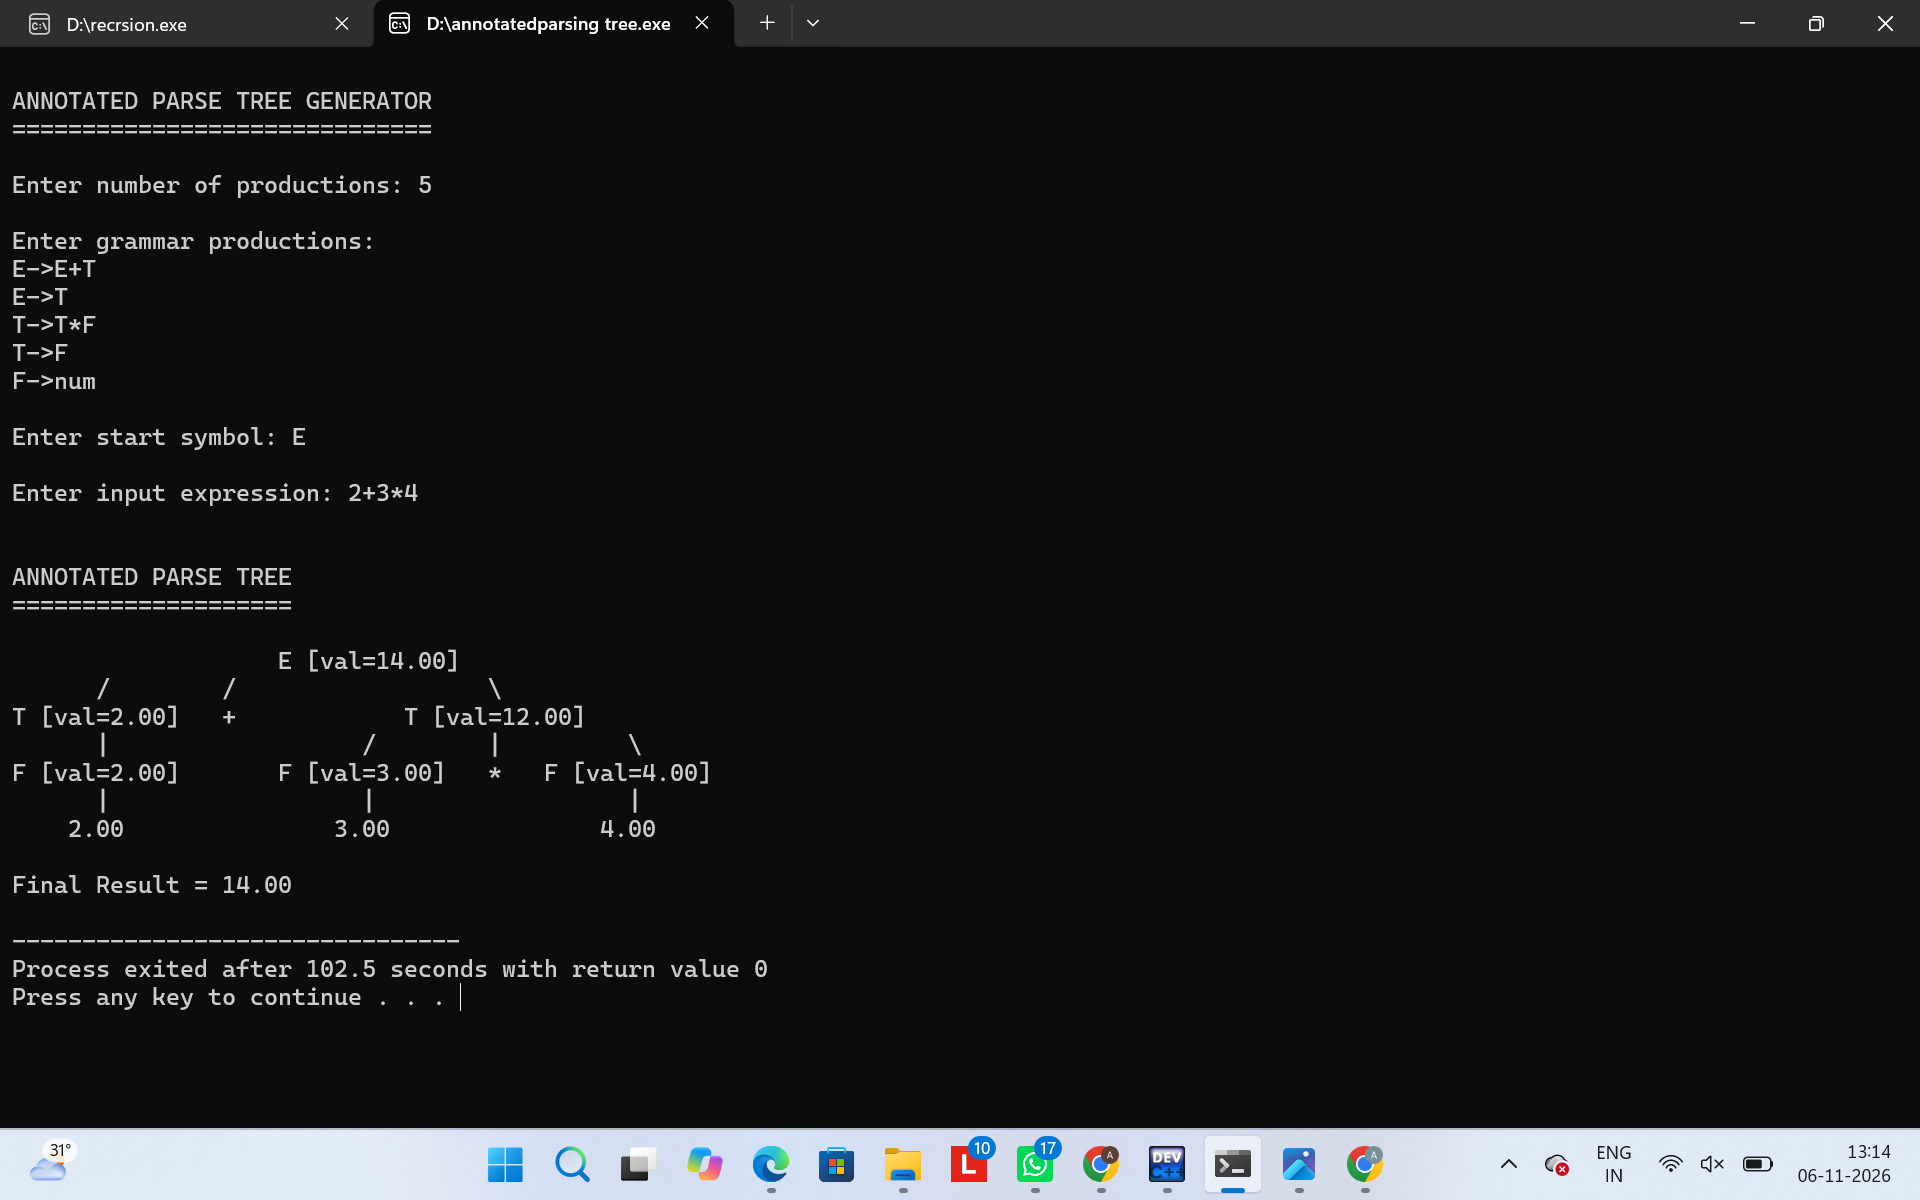 D:\recrsion.exe
D:\annotatedparsing tree.exe
ANNOTATED PARSE TREE GENERATOR
==============================
Enter number of productions: 5
Enter grammar productions:
E->E+T
E->T
T->T*F
T->F
F->num
Enter start symbol: E
Enter input expression: 2+3*4
ANNOTATED PARSE TREE
====================
                   E [val=14.00]
      /        /                  \
T [val=2.00]   +            T [val=12.00]
      |                  /        |         \
F [val=2.00]       F [val=3.00]   *   F [val=4.00]
      |                  |                  |
    2.00               3.00               4.00
Final Result = 14.00
--------------------------------
Process exited after 102.5 seconds with return value 0
Press any key to continue . . .
31°
L
10
17
A
DEV
C++
A
ENG
IN
13:14
06-11-2026